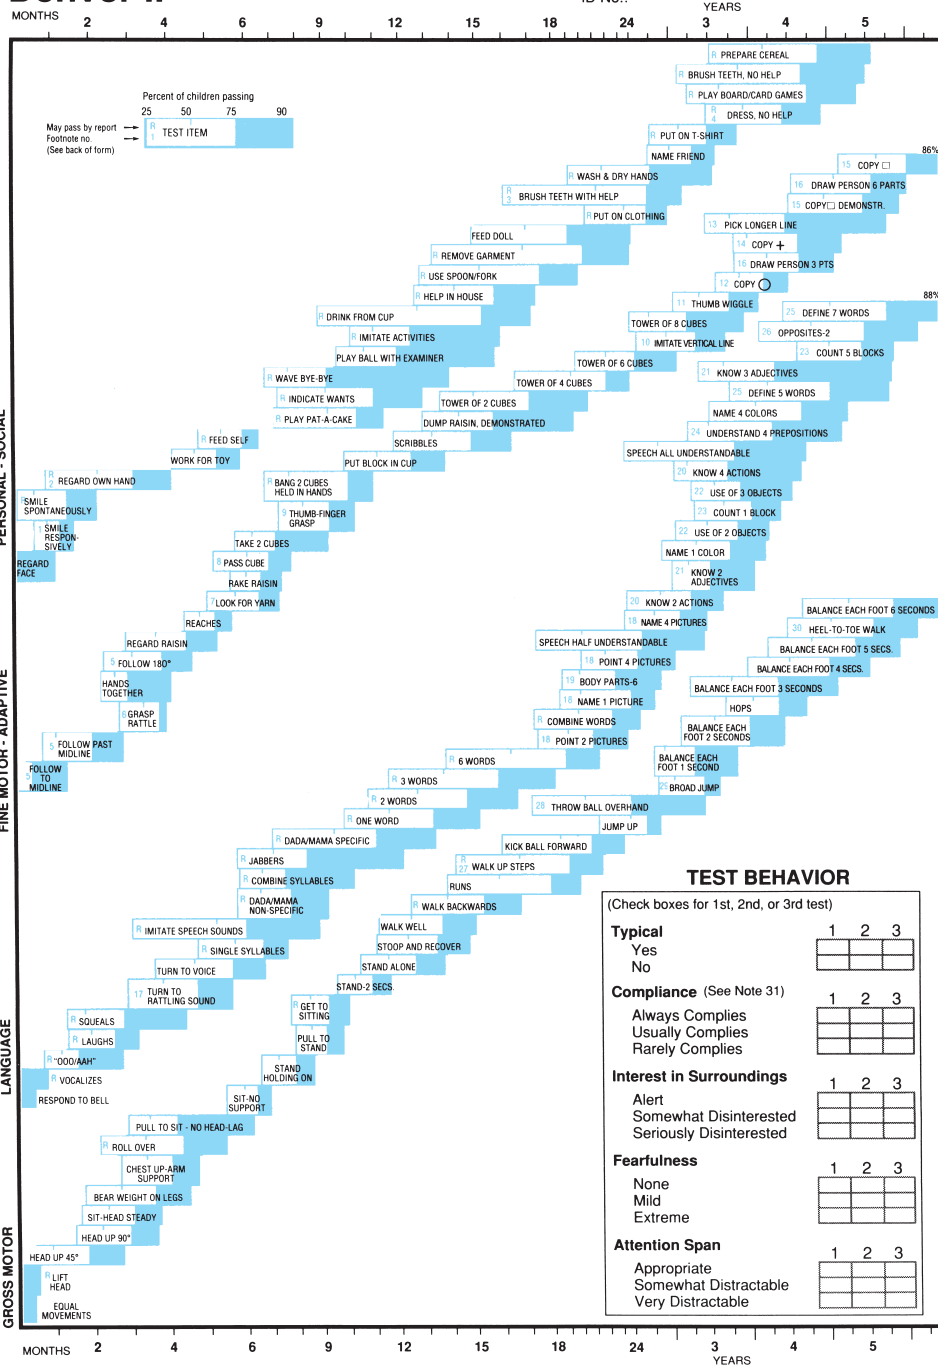 MONTHS
YEARS
2 4 6 9 12 15 18 24 3 4 5
Percent of children passing
25 50 75 90
May pass by report
Footnote no.
(See back of form)
R
1 TEST ITEM
R PREPARE CEREAL
R BRUSH TEETH, NO HELP
R PLAY BOARD/CARD GAMES
R
4 DRESS, NO HELP
R PUT ON T-SHIRT
NAME FRIEND
R WASH & DRY HANDS
R
3 BRUSH TEETH WITH HELP
R PUT ON CLOTHING
FEED DOLL
R REMOVE GARMENT
R USE SPOON/FORK
R HELP IN HOUSE
R DRINK FROM CUP
R IMITATE ACTIVITIES
PLAY BALL WITH EXAMINER
R WAVE BYE-BYE
R INDICATE WANTS
R PLAY PAT-A-CAKE
R FEED SELF
WORK FOR TOY
R
2 REGARD OWN HAND
R SMILE
SPONTANEOUSLY
1 SMILE
RESPON-
SIVELY
REGARD
FACE
PERSONAL - SOCIAL
86%
15 COPY □
16 DRAW PERSON 6 PARTS
15 COPY □ DEMONSTR.
13 PICK LONGER LINE
14 COPY +
16 DRAW PERSON 3 PTS
12 COPY ○
11 THUMB WIGGLE
TOWER OF 8 CUBES
10 IMITATE VERTICAL LINE
TOWER OF 6 CUBES
TOWER OF 4 CUBES
TOWER OF 2 CUBES
DUMP RAISIN, DEMONSTRATED
SCRIBBLES
PUT BLOCK IN CUP
R BANG 2 CUBES
HELD IN HANDS
9 THUMB-FINGER
GRASP
TAKE 2 CUBES
8 PASS CUBE
RAKE RAISIN
7 LOOK FOR YARN
REACHES
REGARD RAISIN
5 FOLLOW 180°
HANDS
TOGETHER
6 GRASP
RATTLE
5 FOLLOW PAST
MIDLINE
5 FOLLOW
TO
MIDLINE
FINE MOTOR - ADAPTIVE
88%
25 DEFINE 7 WORDS
26 OPPOSITES-2
23 COUNT 5 BLOCKS
21 KNOW 3 ADJECTIVES
25 DEFINE 5 WORDS
NAME 4 COLORS
24 UNDERSTAND 4 PREPOSITIONS
SPEECH ALL UNDERSTANDABLE
20 KNOW 4 ACTIONS
22 USE OF 3 OBJECTS
23 COUNT 1 BLOCK
22 USE OF 2 OBJECTS
NAME 1 COLOR
21 KNOW 2
ADJECTIVES
20 KNOW 2 ACTIONS
18 NAME 4 PICTURES
SPEECH HALF UNDERSTANDABLE
18 POINT 4 PICTURES
19 BODY PARTS-6
18 NAME 1 PICTURE
R COMBINE WORDS
18 POINT 2 PICTURES
R 6 WORDS
R 3 WORDS
R 2 WORDS
R ONE WORD
R DADA/MAMA SPECIFIC
R JABBERS
R COMBINE SYLLABLES
R DADA/MAMA
NON-SPECIFIC
R IMITATE SPEECH SOUNDS
R SINGLE SYLLABLES
TURN TO VOICE
17 TURN TO
RATTLING SOUND
R SQUEALS
R LAUGHS
R "OOO/AAH"
R VOCALIZES
RESPOND TO BELL
LANGUAGE
BALANCE EACH FOOT 6 SECONDS
30 HEEL-TO-TOE WALK
BALANCE EACH FOOT 5 SECS.
BALANCE EACH FOOT 4 SECS.
BALANCE EACH FOOT 3 SECONDS
HOPS
BALANCE EACH
FOOT 2 SECONDS
BALANCE EACH
FOOT 1 SECOND
29 BROAD JUMP
28 THROW BALL OVERHAND
JUMP UP
KICK BALL FORWARD
R
27 WALK UP STEPS
RUNS
R WALK BACKWARDS
WALK WELL
STOOP AND RECOVER
STAND ALONE
STAND-2 SECS.
R GET TO
SITTING
PULL TO
STAND
STAND
HOLDING ON
SIT-NO
SUPPORT
PULL TO SIT - NO HEAD-LAG
R ROLL OVER
CHEST UP-ARM
SUPPORT
BEAR WEIGHT ON LEGS
SIT-HEAD STEADY
HEAD UP 90°
HEAD UP 45°
R LIFT
HEAD
EQUAL
MOVEMENTS
GROSS MOTOR
TEST BEHAVIOR
(Check boxes for 1st, 2nd, or 3rd test)
Typical 1 2 3
Yes
No
Compliance (See Note 31) 1 2 3
Always Complies
Usually Complies
Rarely Complies
Interest in Surroundings 1 2 3
Alert
Somewhat Disinterested
Seriously Disinterested
Fearfulness 1 2 3
None
Mild
Extreme
Attention Span 1 2 3
Appropriate
Somewhat Distractable
Very Distractable
MONTHS 2 4 6 9 12 15 18 24 3 4 5
YEARS